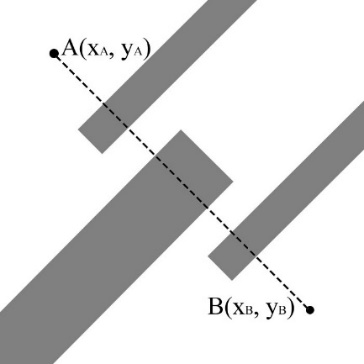 A(xA, yA)
B(xB, yB)